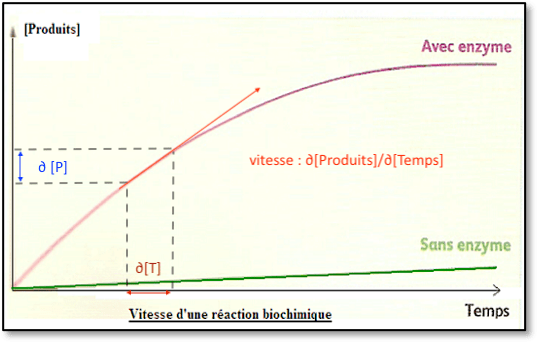 [Produits]
Avec enzyme
vitesse : ∂[Produits]/∂[Temps]
∂ [P]
Sans enzyme
∂[T]
Temps
Vitesse d'une réaction biochimique